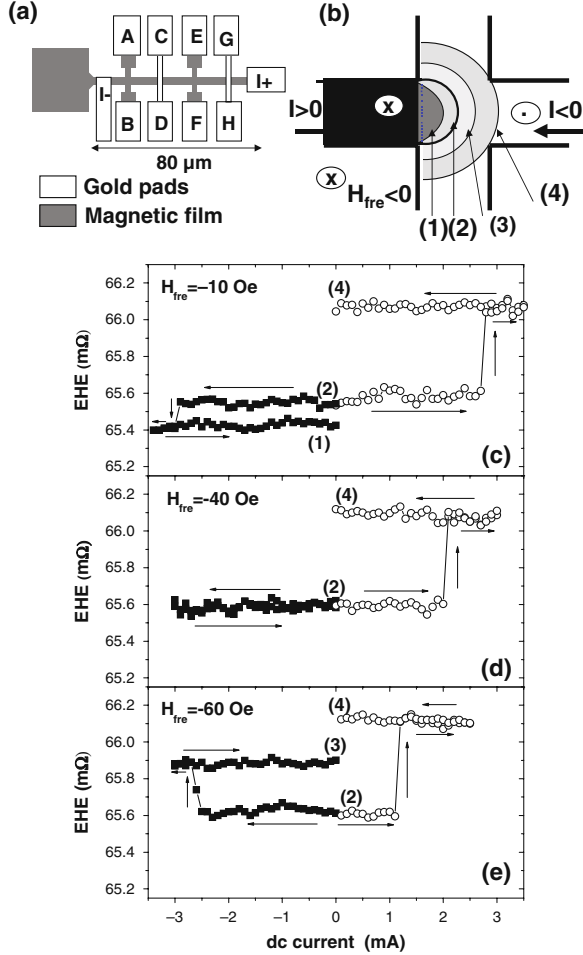 (a)
A C E G
I- I+
B D F H
80 μm
Gold pads
Magnetic film
(b)
I>0 x . I<0
x H_fre<0 (1) (2) (3) (4)
EHE (mΩ)
66.2
66.0
65.8
65.6
65.4
65.2
H_fre=−10 Oe
(4)
(2)
(1)
(c)
EHE (mΩ)
66.2
66.0
65.8
65.6
65.4
65.2
H_fre=-40 Oe
(4)
(2)
(d)
EHE (mΩ)
66.2
66.0
65.8
65.6
65.4
65.2
H_fre=-60 Oe
(4)
(3)
(2)
(e)
−3 −2 −1 0 1 2 3
dc current (mA)